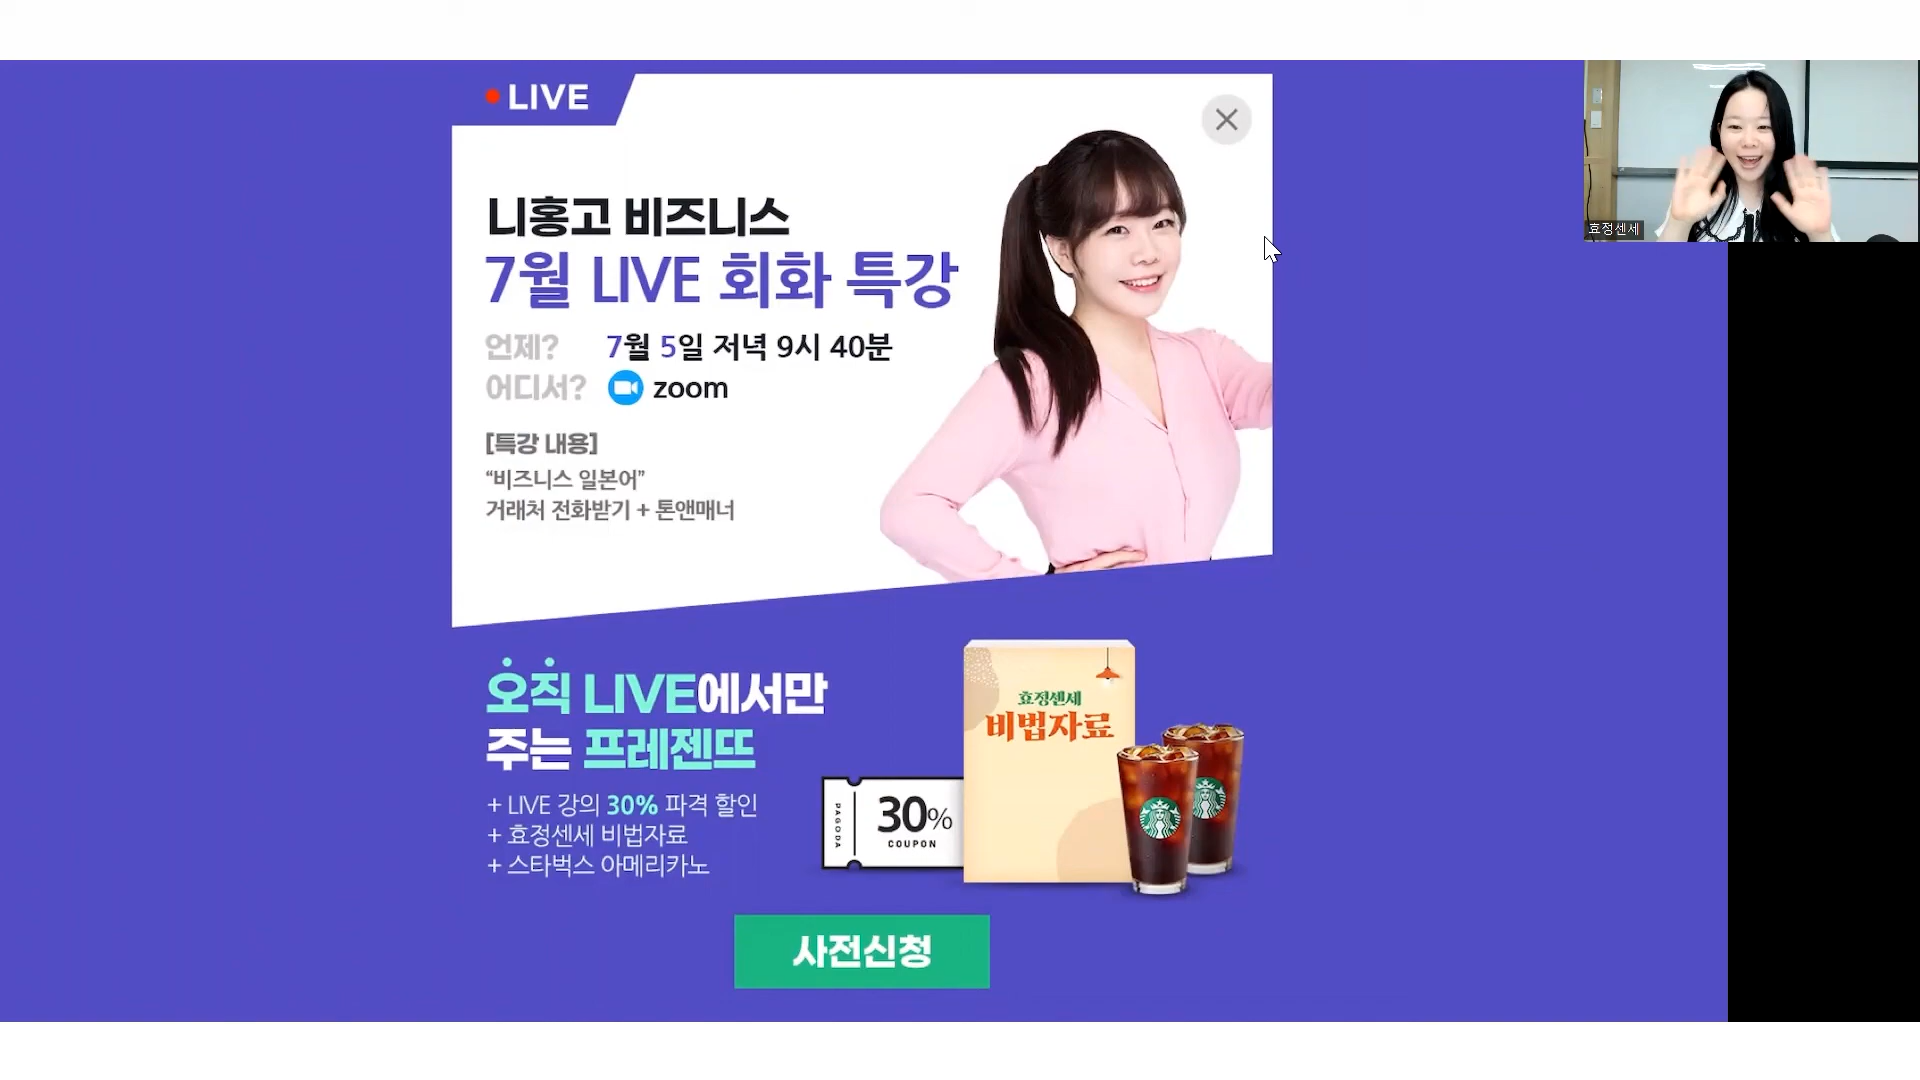 LIVE
니홍고 비즈니스
7월 LIVE 회화 특강
언제? 7월 5일 저녁 9시 40분
어디서? zoom
[특강 내용]
“비즈니스 일본어”
거래처 전화받기 + 톤앤매너
오직 LIVE에서만
주는 프레젠뜨
+ LIVE 강의 30% 파격 할인
+ 효정센세 비법자료
+ 스타벅스 아메리카노
PAGODA
30%
COUPON
효정센세
비법자료
사전신청
효정센세